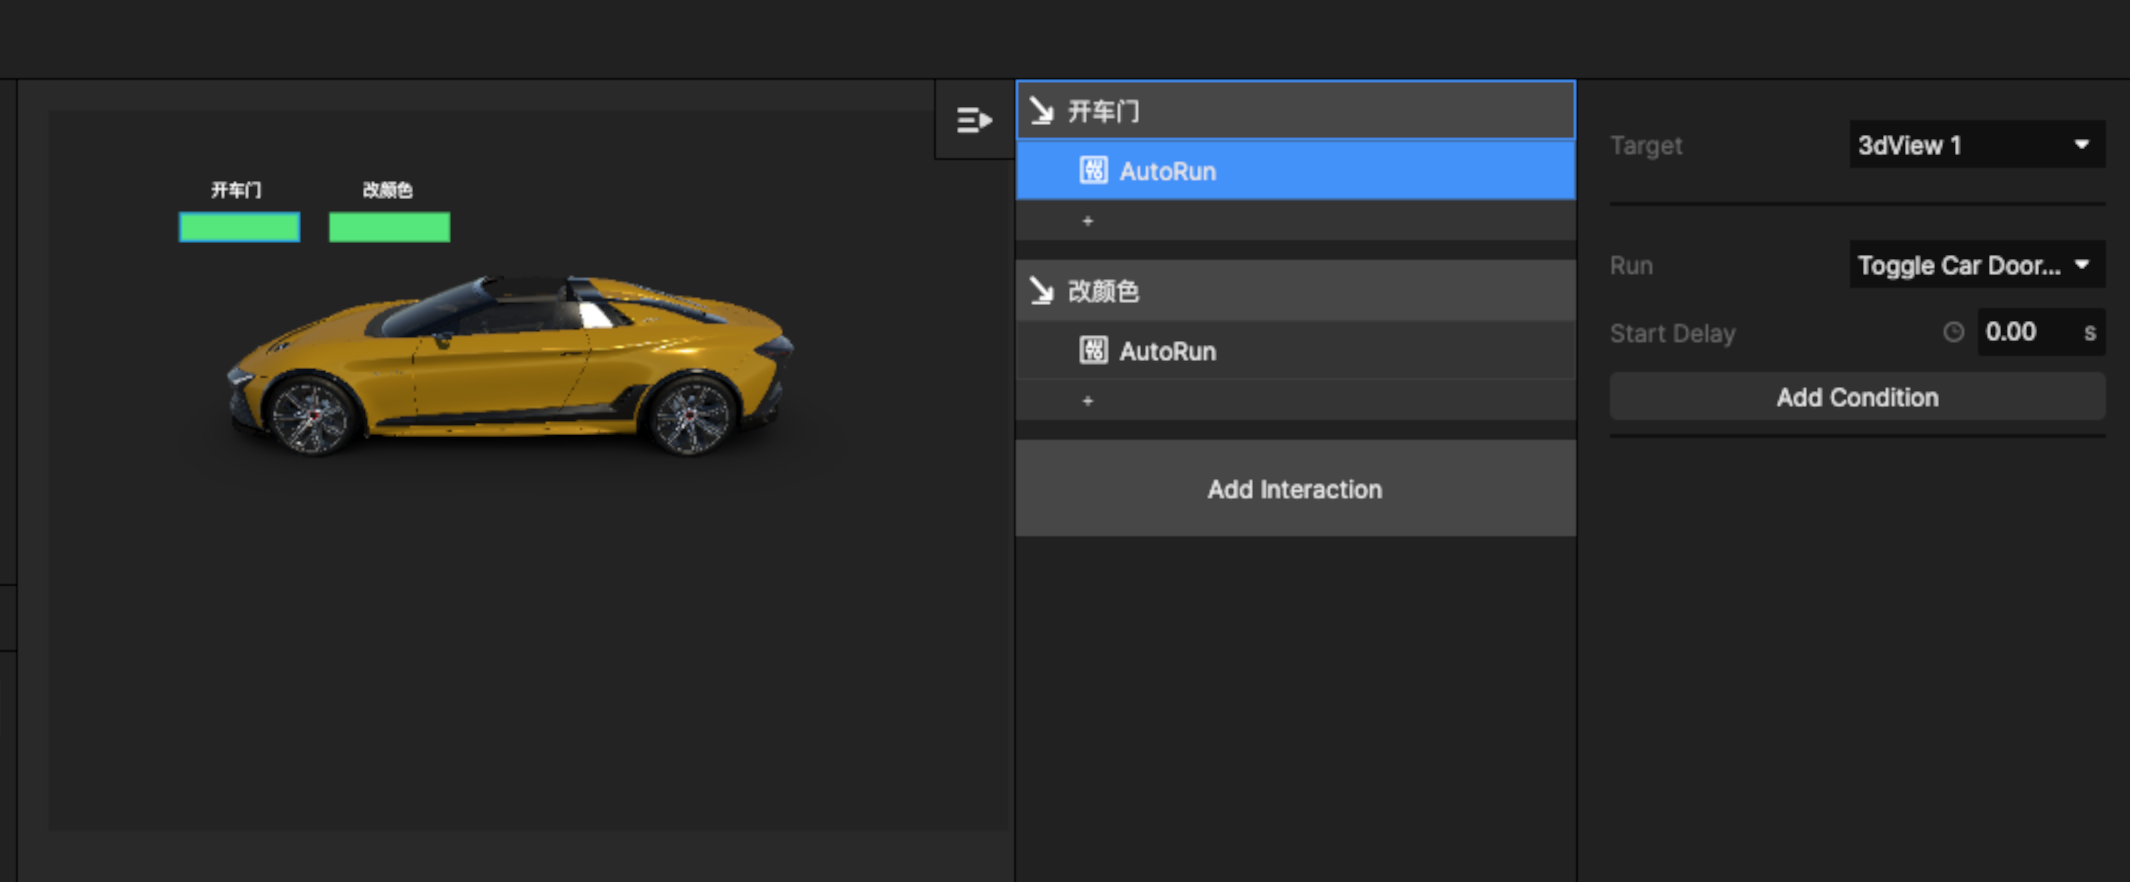 开车门
改颜色
开车门
AutoRun
+
改颜色
AutoRun
+
Add Interaction
Target
3dView 1
Run
Toggle Car Door...
Start Delay
0.00
s
Add Condition